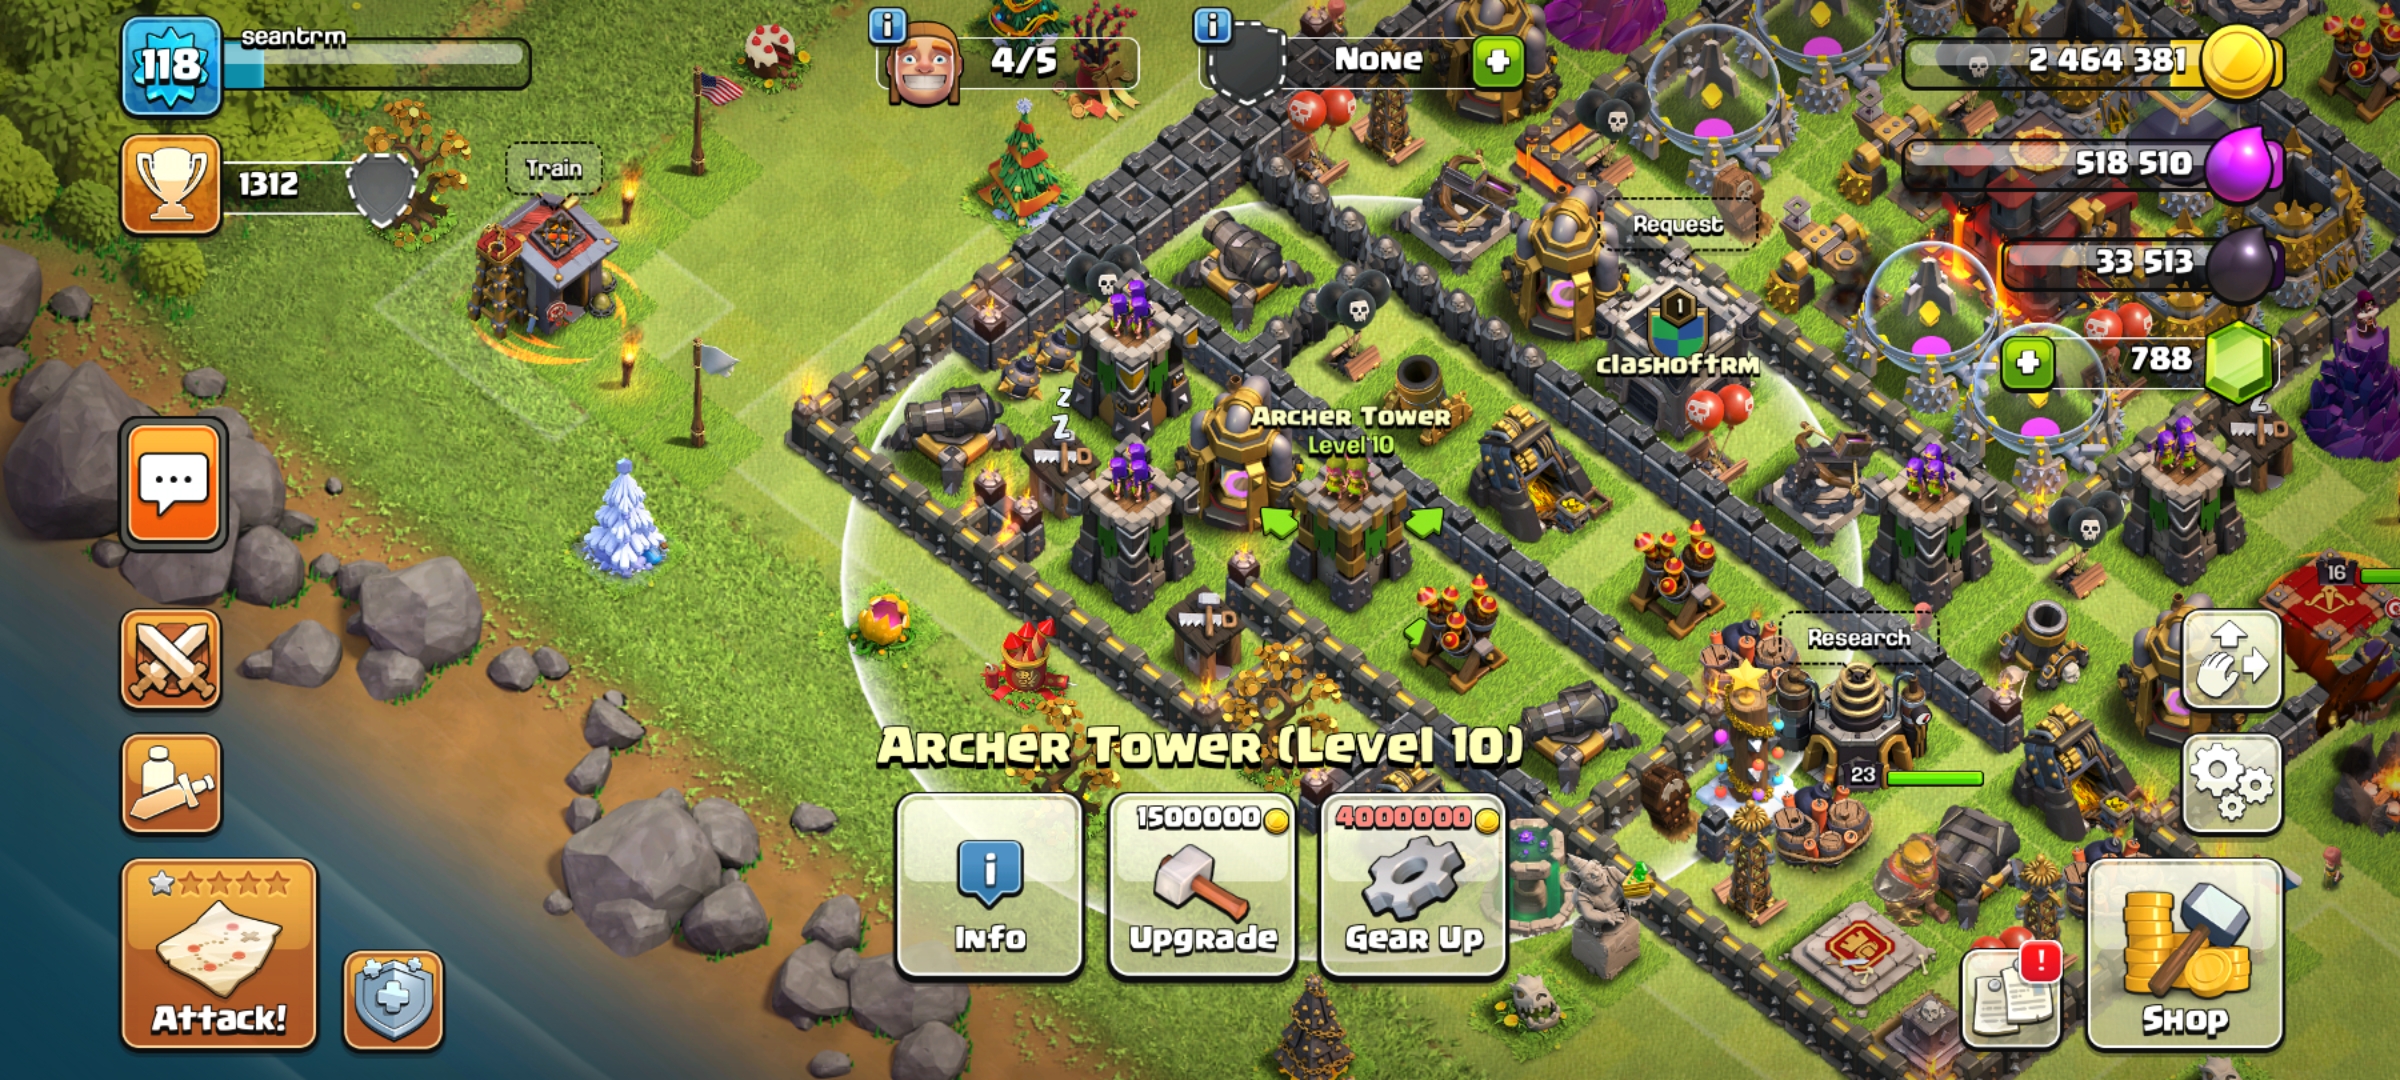 seantrm
118
4/5
None
2 464 381
1312
Train
518 510
Request
33 513
1
788
clashoftrm
Z
Z
Z
Archer Tower
Level 10
16
Research
Archer Tower (Level 10)
23
1500000
4000000
Info
Upgrade
Gear Up
!
Attack!
Shop